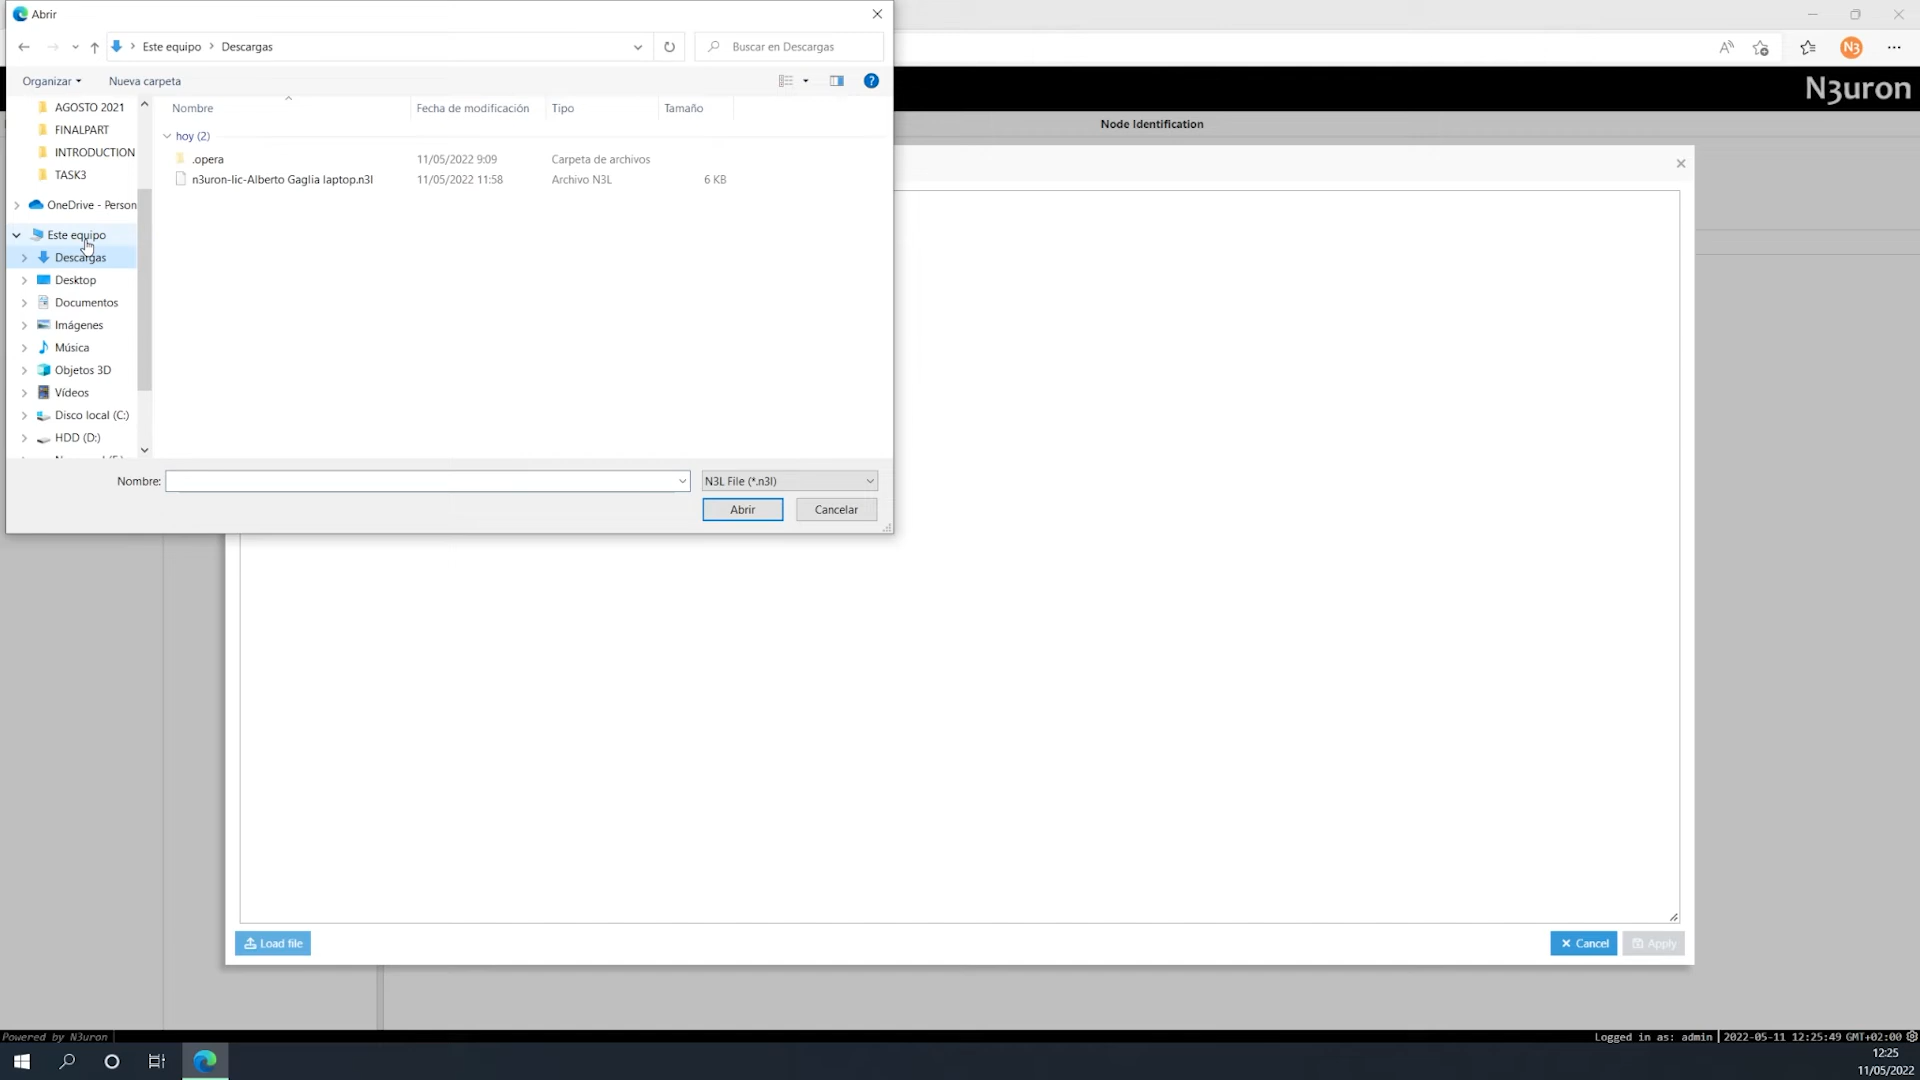 Abrir
Este equipo > Descargas
Buscar en Descargas
Organizar
Nueva carpeta
N3
N3uron
Node Identification
AGOSTO 2021
FINALPART
INTRODUCTION
TASK3
OneDrive - Person
Este equipo
Descargas
Desktop
Documentos
Imágenes
Música
Objetos 3D
Vídeos
Disco local (C:)
HDD (D:)
Nombre Fecha de modificación Tipo Tamaño
hoy (2)
.opera 11/05/2022 9:09 Carpeta de archivos
n3uron-lic-Alberto Gaglia laptop.n3l 11/05/2022 11:58 Archivo N3L 6 KB
Nombre:
N3L File (*.n3l)
Abrir
Cancelar
Load file
Cancel
Apply
Powered by N3uron
Logged in as: admin 2022-05-11 12:25:49 GMT+02:00
12:25
11/05/2022